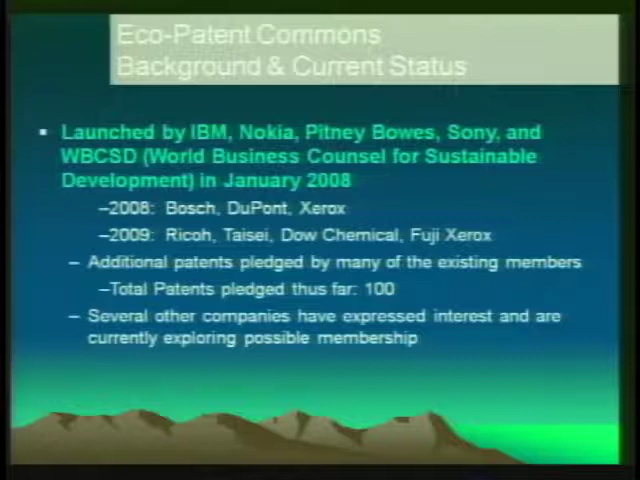 Eco-Patent Commons
Background & Current Status
▪ Launched by IBM, Nokia, Pitney Bowes, Sony, and
WBCSD (World Business Counsel for Sustainable
Development) in January 2008
–2008: Bosch, DuPont, Xerox
–2009: Ricoh, Taisei, Dow Chemical, Fuji Xerox
– Additional patents pledged by many of the existing members
–Total Patents pledged thus far: 100
– Several other companies have expressed interest and are
currently exploring possible membership